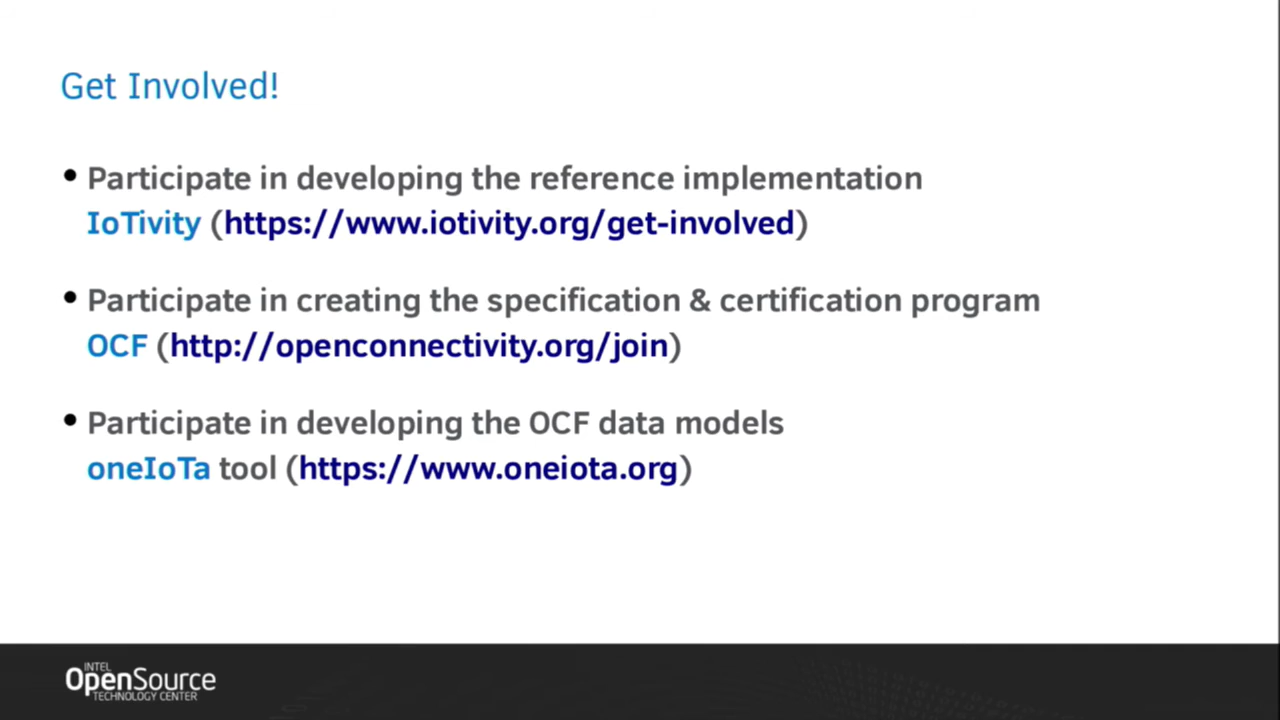 Get Involved!
• Participate in developing the reference implementation
IoTivity (https://www.iotivity.org/get-involved)
• Participate in creating the specification & certification program
OCF (http://openconnectivity.org/join)
• Participate in developing the OCF data models
oneIoTa tool (https://www.oneiota.org)
INTEL
OpenSource
TECHNOLOGY CENTER